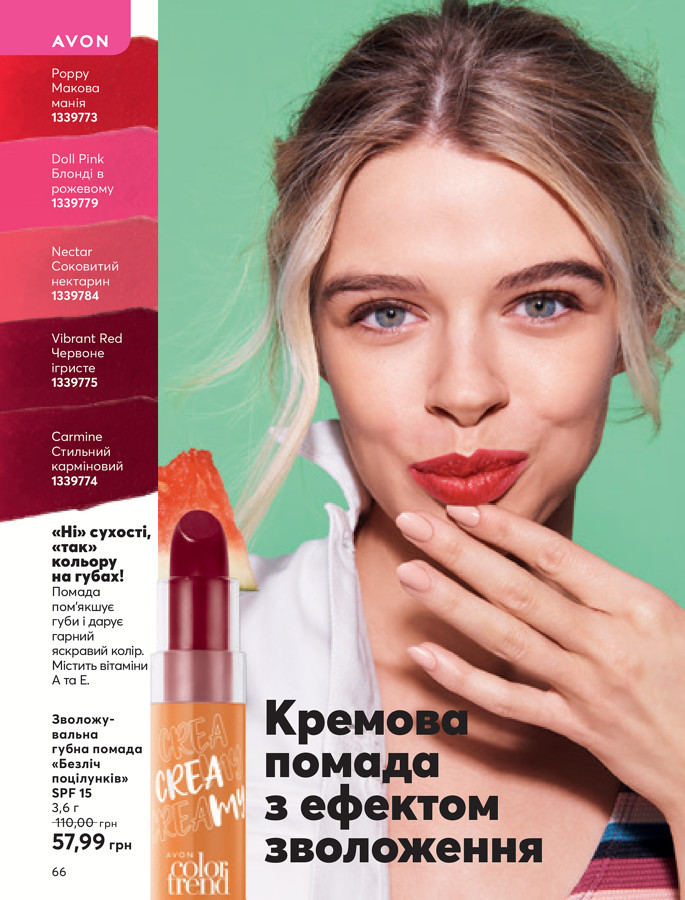 AVON
Poppy
Макова
манія
1339773
Doll Pink
Блонді в
рожевому
1339779
Nectar
Соковитий
нектарин
1339784
Vibrant Red
Червоне
ігристе
1339775
Carmine
Стильний
карміновий
1339774
«Ні» сухості,
«так»
кольору
на губах!
Помада
пом'якшує
губи і дарує
гарний
яскравий колір.
Містить вітаміни
А та Е.
Зволожу-
вальна
губна помада
«Безліч
поцілунків»
SPF 15
3,6 г
110,00 грн
57,99 грн
66
CREAMY
CREAMY
CREAMY
AVON
color
trend
Кремова
помада
з ефектом
зволоження